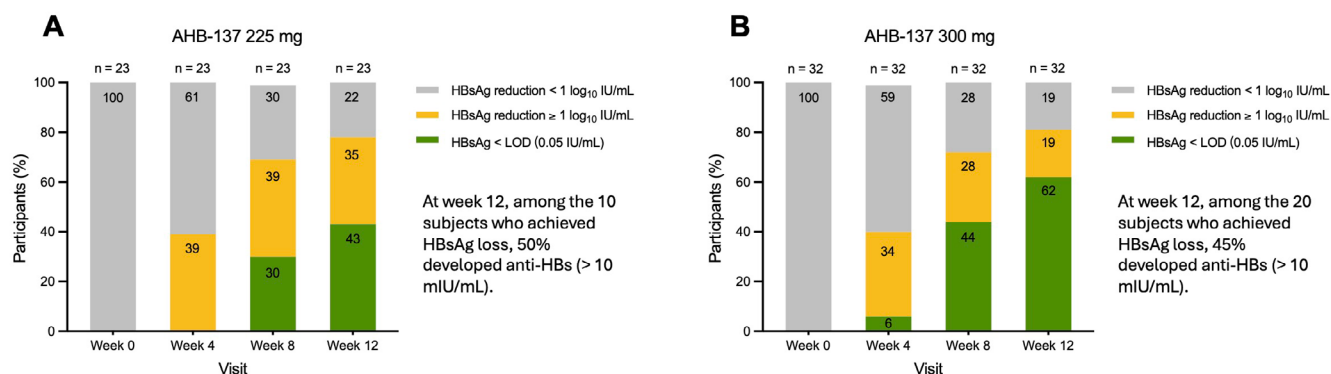 A
AHB-137 225 mg
n = 23 n = 23 n = 23 n = 23
100
80
60
40
20
0
Participants (%)
100 61 30 22
39 39 35
30 43
Week 0 Week 4 Week 8 Week 12
Visit
HBsAg reduction < 1 log₁₀ IU/mL
HBsAg reduction ≥ 1 log₁₀ IU/mL
HBsAg < LOD (0.05 IU/mL)
At week 12, among the 10
subjects who achieved
HBsAg loss, 50%
developed anti-HBs (> 10
mIU/mL).
B
AHB-137 300 mg
n = 32 n = 32 n = 32 n = 32
100
80
60
40
20
0
Participants (%)
100 59 28 19
34 28 19
6 44 62
Week 0 Week 4 Week 8 Week 12
Visit
HBsAg reduction < 1 log₁₀ IU/mL
HBsAg reduction ≥ 1 log₁₀ IU/mL
HBsAg < LOD (0.05 IU/mL)
At week 12, among the 20
subjects who achieved
HBsAg loss, 45%
developed anti-HBs (> 10
mIU/mL).